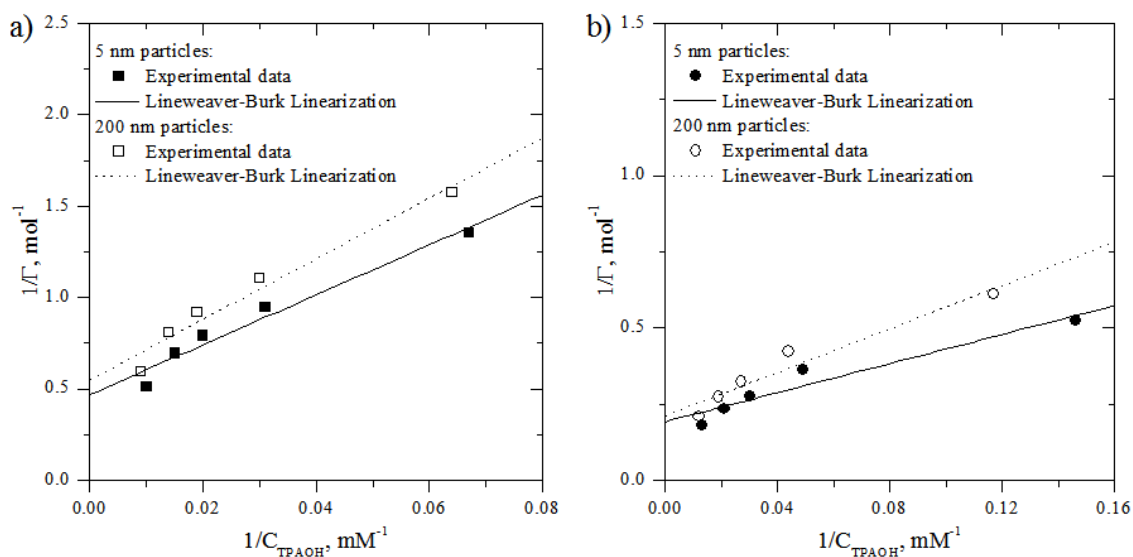 a)
5 nm particles:
Experimental data
Lineweaver-Burk Linearization
200 nm particles:
Experimental data
Lineweaver-Burk Linearization
2.5
2.0
1.5
1.0
0.5
0.0
1/Γ, mol⁻¹
0.00 0.02 0.04 0.06 0.08
1/C_TPAOH, mM⁻¹
b)
5 nm particles:
Experimental data
Lineweaver-Burk Linearization
200 nm particles:
Experimental data
Lineweaver-Burk Linearization
1.5
1.0
0.5
0.0
1/Γ, mol⁻¹
0.00 0.04 0.08 0.12 0.16
1/C_TPAOH, mM⁻¹